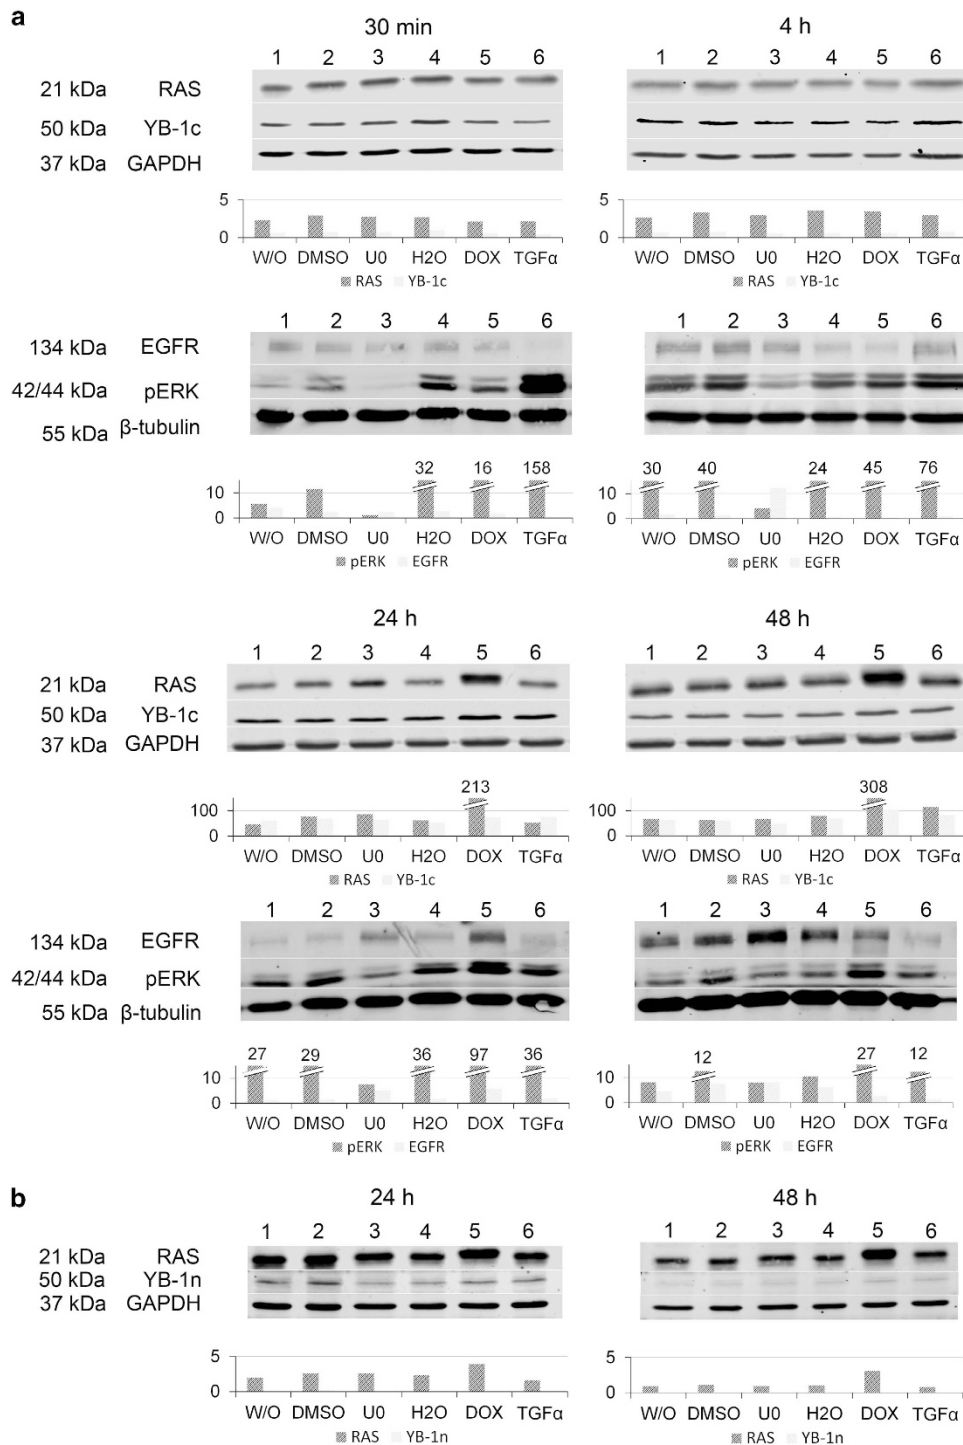 a
30 min
4 h
1 2 3 4 5 6
1 2 3 4 5 6
21 kDa RAS
50 kDa YB-1c
37 kDa GAPDH
5
0
W/O DMSO U0 H2O DOX TGFα
RAS YB-1c
5
0
W/O DMSO U0 H2O DOX TGFα
RAS YB-1c
1 2 3 4 5 6
1 2 3 4 5 6
134 kDa EGFR
42/44 kDa pERK
55 kDa β-tubulin
32 16 158
10
0
W/O DMSO U0 H2O DOX TGFα
pERK EGFR
30 40 24 45 76
10
0
W/O DMSO U0 H2O DOX TGFα
pERK EGFR
24 h
48 h
1 2 3 4 5 6
1 2 3 4 5 6
21 kDa RAS
50 kDa YB-1c
37 kDa GAPDH
213
100
0
W/O DMSO U0 H2O DOX TGFα
RAS YB-1c
308
100
0
W/O DMSO U0 H2O DOX TGFα
RAS YB-1c
1 2 3 4 5 6
1 2 3 4 5 6
134 kDa EGFR
42/44 kDa pERK
55 kDa β-tubulin
27 29 36 97 36
10
0
W/O DMSO U0 H2O DOX TGFα
pERK EGFR
12 27 12
10
0
W/O DMSO U0 H2O DOX TGFα
pERK EGFR
b
24 h
48 h
1 2 3 4 5 6
1 2 3 4 5 6
21 kDa RAS
50 kDa YB-1n
37 kDa GAPDH
5
0
W/O DMSO U0 H2O DOX TGFα
RAS YB-1n
5
0
W/O DMSO U0 H2O DOX TGFα
RAS YB-1n